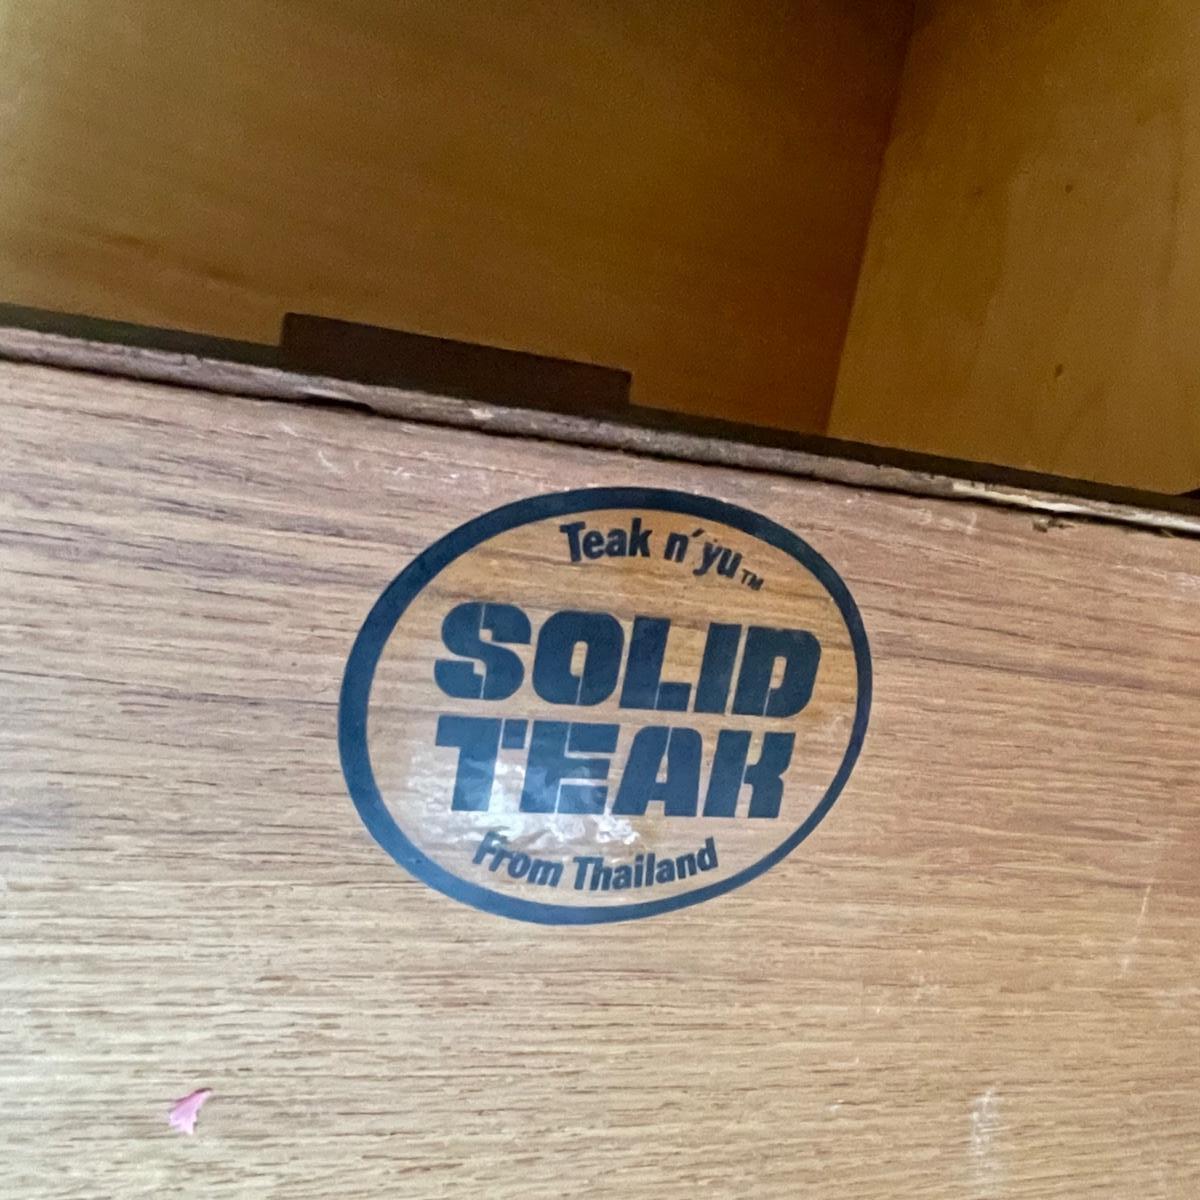 Teak n'yu™
SOLID
TEAK
From Thailand